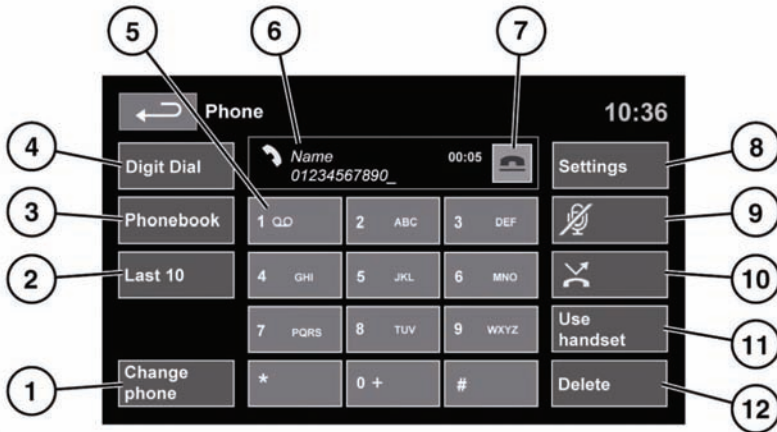 5
6
7
Phone
10:36
4
Digit Dial
Name
00:05
01234567890_
Settings
8
3
Phonebook
1
2 ABC
3 DEF
9
2
Last 10
4 GHI
5 JKL
6 MNO
10
7 PQRS
8 TUV
9 WXYZ
Use
handset
11
1
Change
phone
*
0 +
#
Delete
12